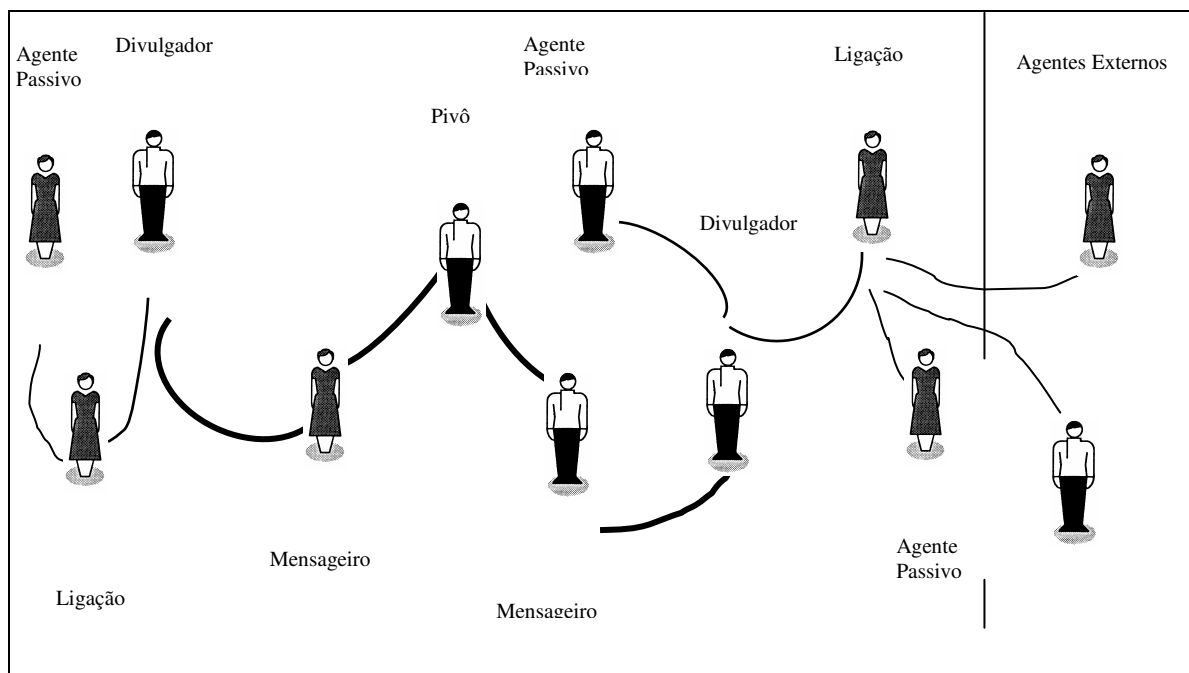 Agente
Passivo
Divulgador
Pivô
Agente
Passivo
Ligação
Agentes Externos
Divulgador
Mensageiro
Ligação
Mensageiro
Agente
Passivo